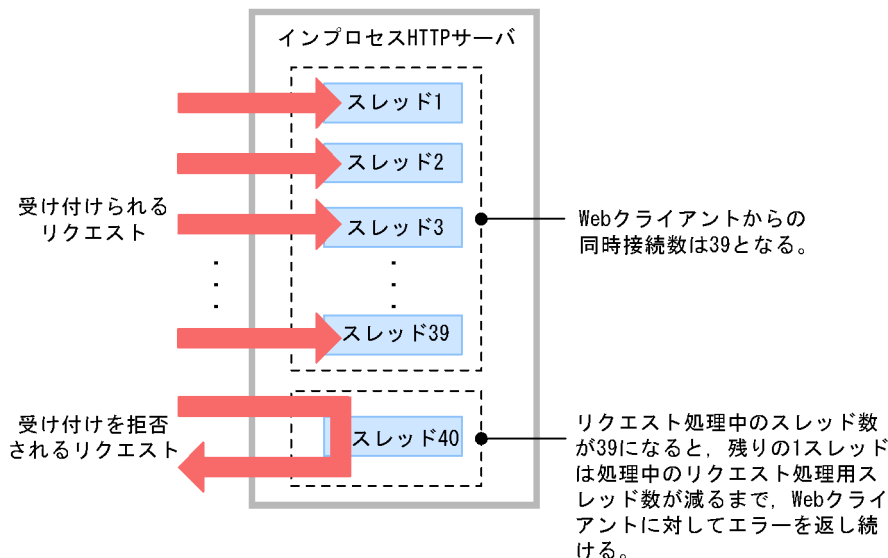 インプロセスHTTPサーバ
スレッド1
スレッド2
受け付けられる
リクエスト
スレッド3
Webクライアントからの
同時接続数は39となる。
スレッド39
受け付けを拒否
されるリクエスト
スレッド40
リクエスト処理中のスレッド数
が39になると，残りの1スレッド
は処理中のリクエスト処理用ス
レッド数が減るまで，Webクライ
アントに対してエラーを返し続
ける。